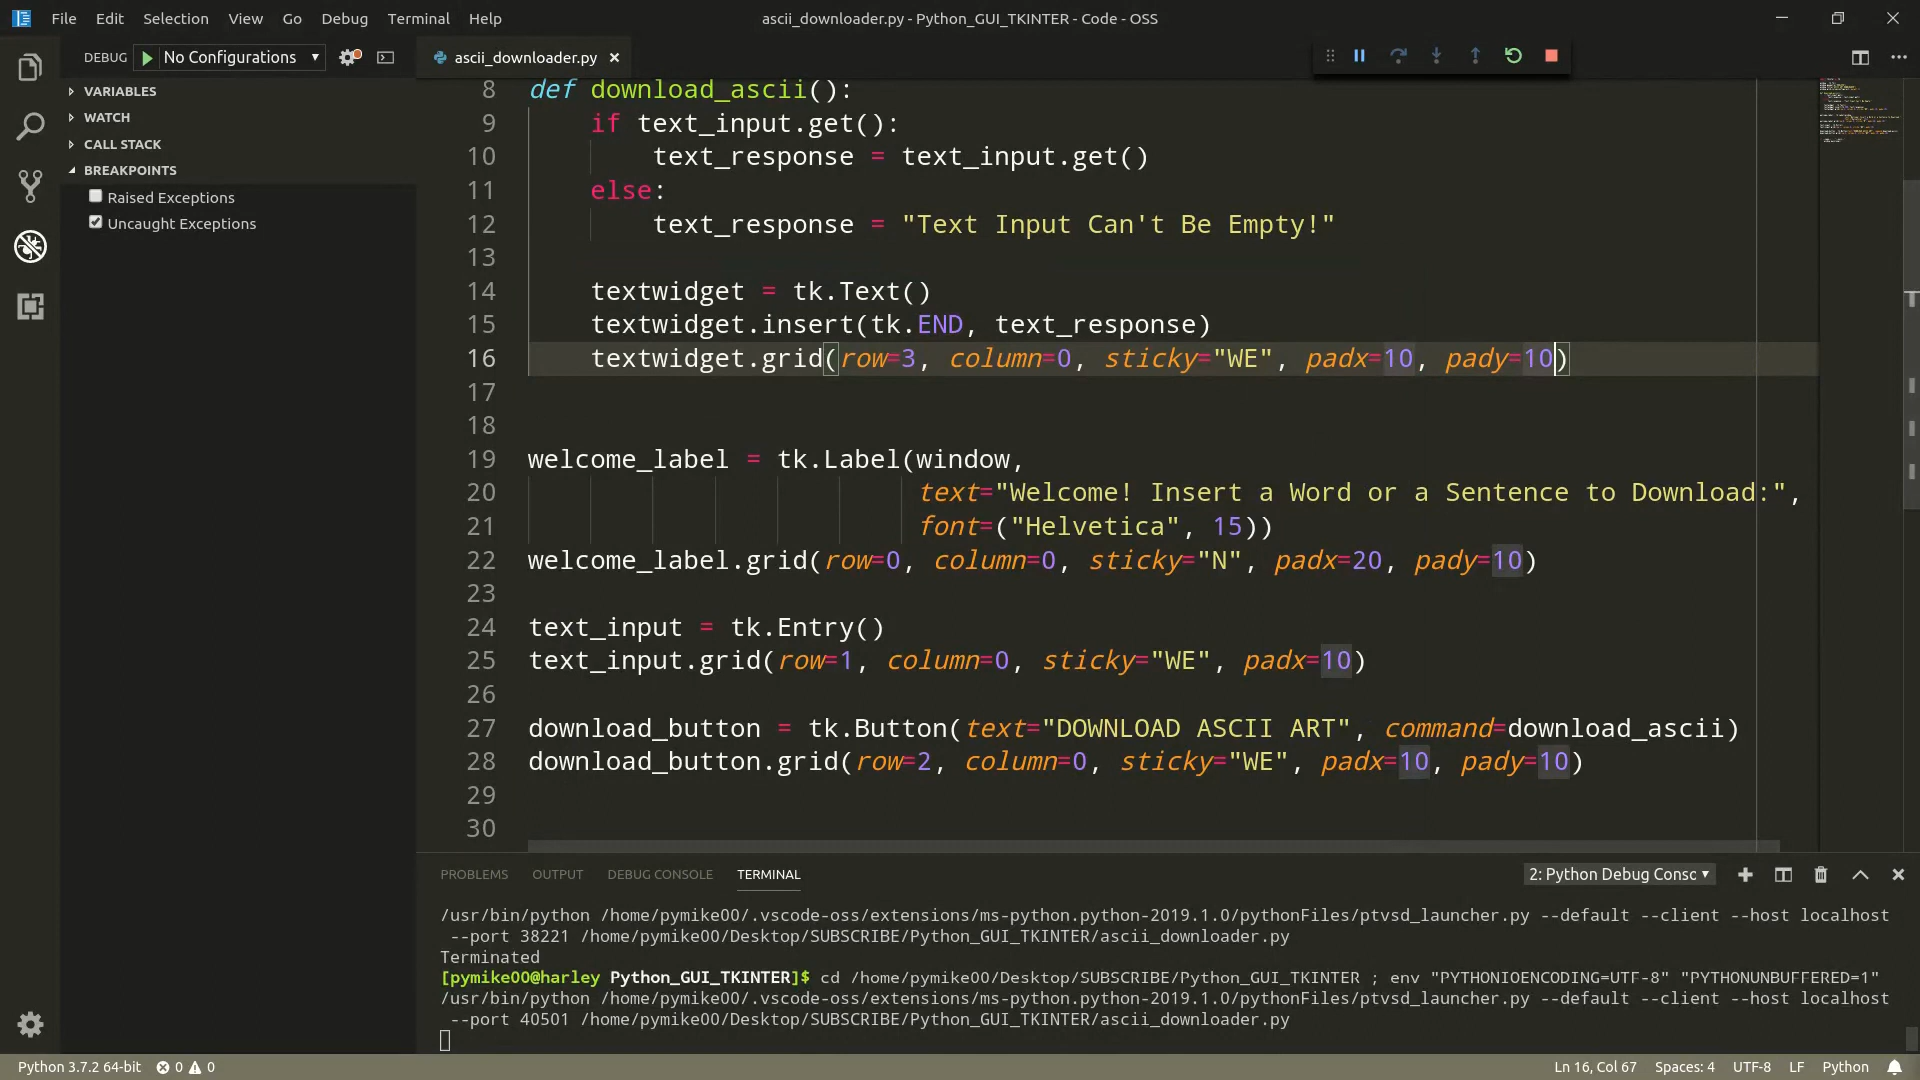 File Edit Selection View Go Debug Terminal Help
ascii_downloader.py - Python_GUI_TKINTER - Code - OSS
DEBUG No Configurations
ascii_downloader.py
VARIABLES
WATCH
CALL STACK
BREAKPOINTS
Raised Exceptions
Uncaught Exceptions
8 def download_ascii():
9 if text_input.get():
10 text_response = text_input.get()
11 else:
12 text_response = "Text Input Can't Be Empty!"
13
14 textwidget = tk.Text()
15 textwidget.insert(tk.END, text_response)
16 textwidget.grid(row=3, column=0, sticky="WE", padx=10, pady=10)
17
18
19 welcome_label = tk.Label(window,
20 text="Welcome! Insert a Word or a Sentence to Download:",
21 font=("Helvetica", 15))
22 welcome_label.grid(row=0, column=0, sticky="N", padx=20, pady=10)
23
24 text_input = tk.Entry()
25 text_input.grid(row=1, column=0, sticky="WE", padx=10)
26
27 download_button = tk.Button(text="DOWNLOAD ASCII ART", command=download_ascii)
28 download_button.grid(row=2, column=0, sticky="WE", padx=10, pady=10)
29
30
PROBLEMS OUTPUT DEBUG CONSOLE TERMINAL
2: Python Debug Consc
/usr/bin/python /home/pymike00/.vscode-oss/extensions/ms-python.python-2019.1.0/pythonFiles/ptvsd_launcher.py --default --client --host localhost
--port 38221 /home/pymike00/Desktop/SUBSCRIBE/Python_GUI_TKINTER/ascii_downloader.py
Terminated
[pymike00@harley Python_GUI_TKINTER]$ cd /home/pymike00/Desktop/SUBSCRIBE/Python_GUI_TKINTER ; env "PYTHONIOENCODING=UTF-8" "PYTHONUNBUFFERED=1"
/usr/bin/python /home/pymike00/.vscode-oss/extensions/ms-python.python-2019.1.0/pythonFiles/ptvsd_launcher.py --default --client --host localhost
--port 40501 /home/pymike00/Desktop/SUBSCRIBE/Python_GUI_TKINTER/ascii_downloader.py
Python 3.7.2 64-bit 0 0
Ln 16, Col 67 Spaces: 4 UTF-8 LF Python